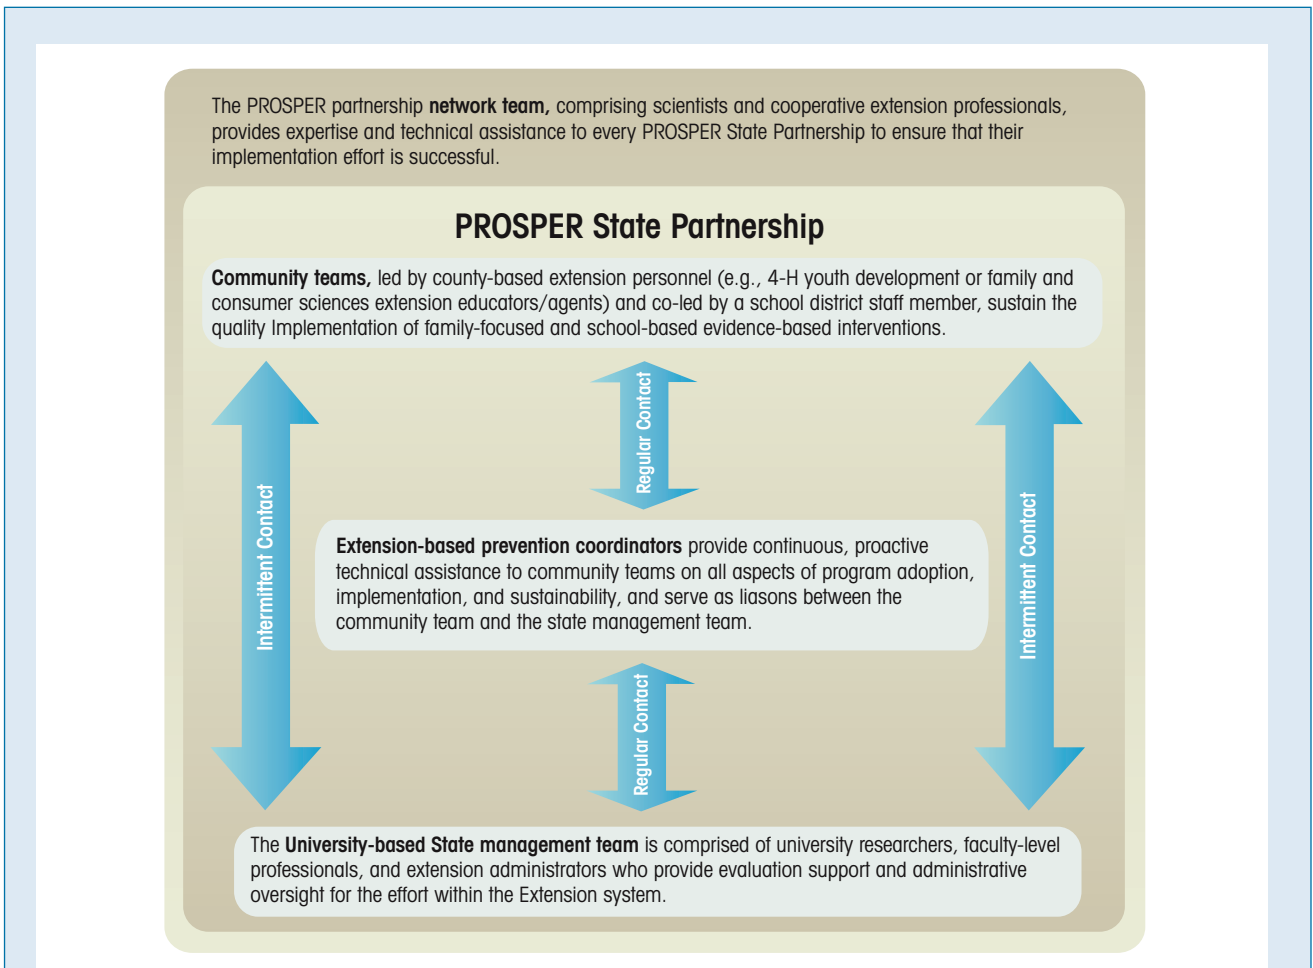 The PROSPER partnership network team, comprising scientists and cooperative extension professionals,
provides expertise and technical assistance to every PROSPER State Partnership to ensure that their
implementation effort is successful.
PROSPER State Partnership
Community teams, led by county-based extension personnel (e.g., 4-H youth development or family and
consumer sciences extension educators/agents) and co-led by a school district staff member, sustain the
quality Implementation of family-focused and school-based evidence-based interventions.
Intermittent Contact
Regular Contact
Intermittent Contact
Extension-based prevention coordinators provide continuous, proactive
technical assistance to community teams on all aspects of program adoption,
implementation, and sustainability, and serve as liasons between the
community team and the state management team.
Regular Contact
The University-based State management team is comprised of university researchers, faculty-level
professionals, and extension administrators who provide evaluation support and administrative
oversight for the effort within the Extension system.